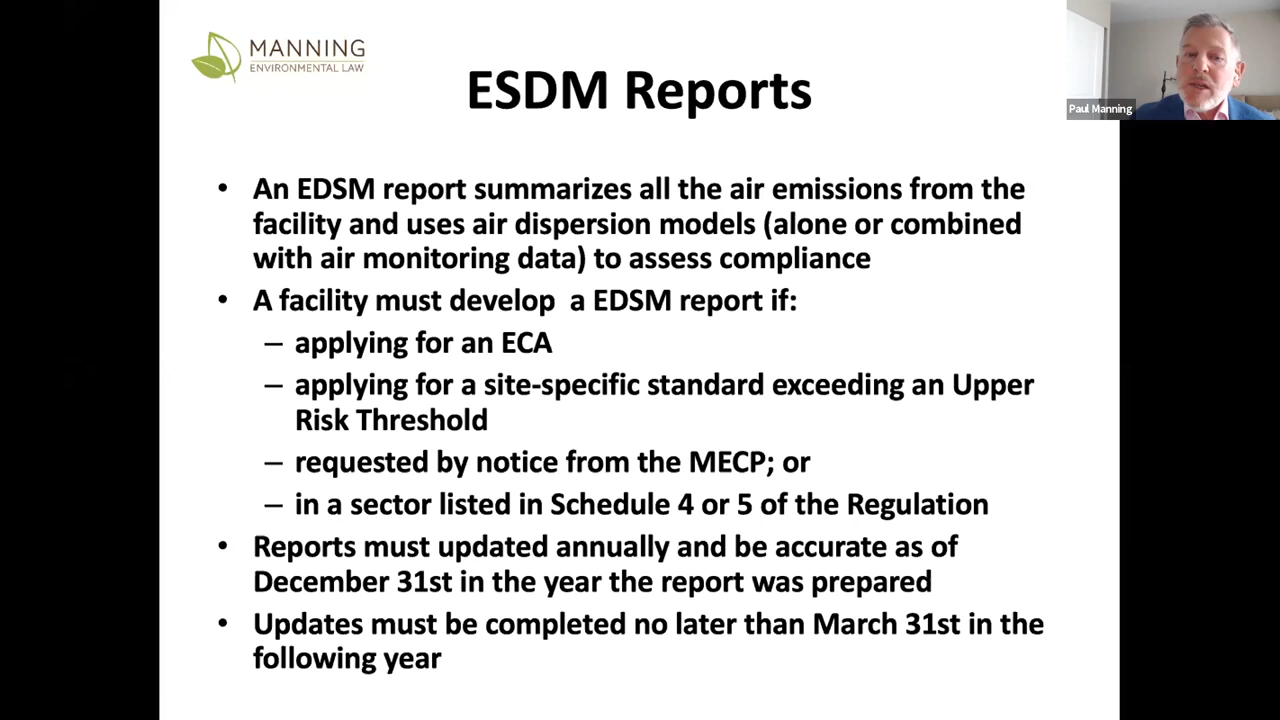 MANNING
ENVIRONMENTAL LAW
Paul Manning
ESDM Reports
• An EDSM report summarizes all the air emissions from the
facility and uses air dispersion models (alone or combined
with air monitoring data) to assess compliance
• A facility must develop a EDSM report if:
– applying for an ECA
– applying for a site-specific standard exceeding an Upper
Risk Threshold
– requested by notice from the MECP; or
– in a sector listed in Schedule 4 or 5 of the Regulation
• Reports must updated annually and be accurate as of
December 31st in the year the report was prepared
• Updates must be completed no later than March 31st in the
following year